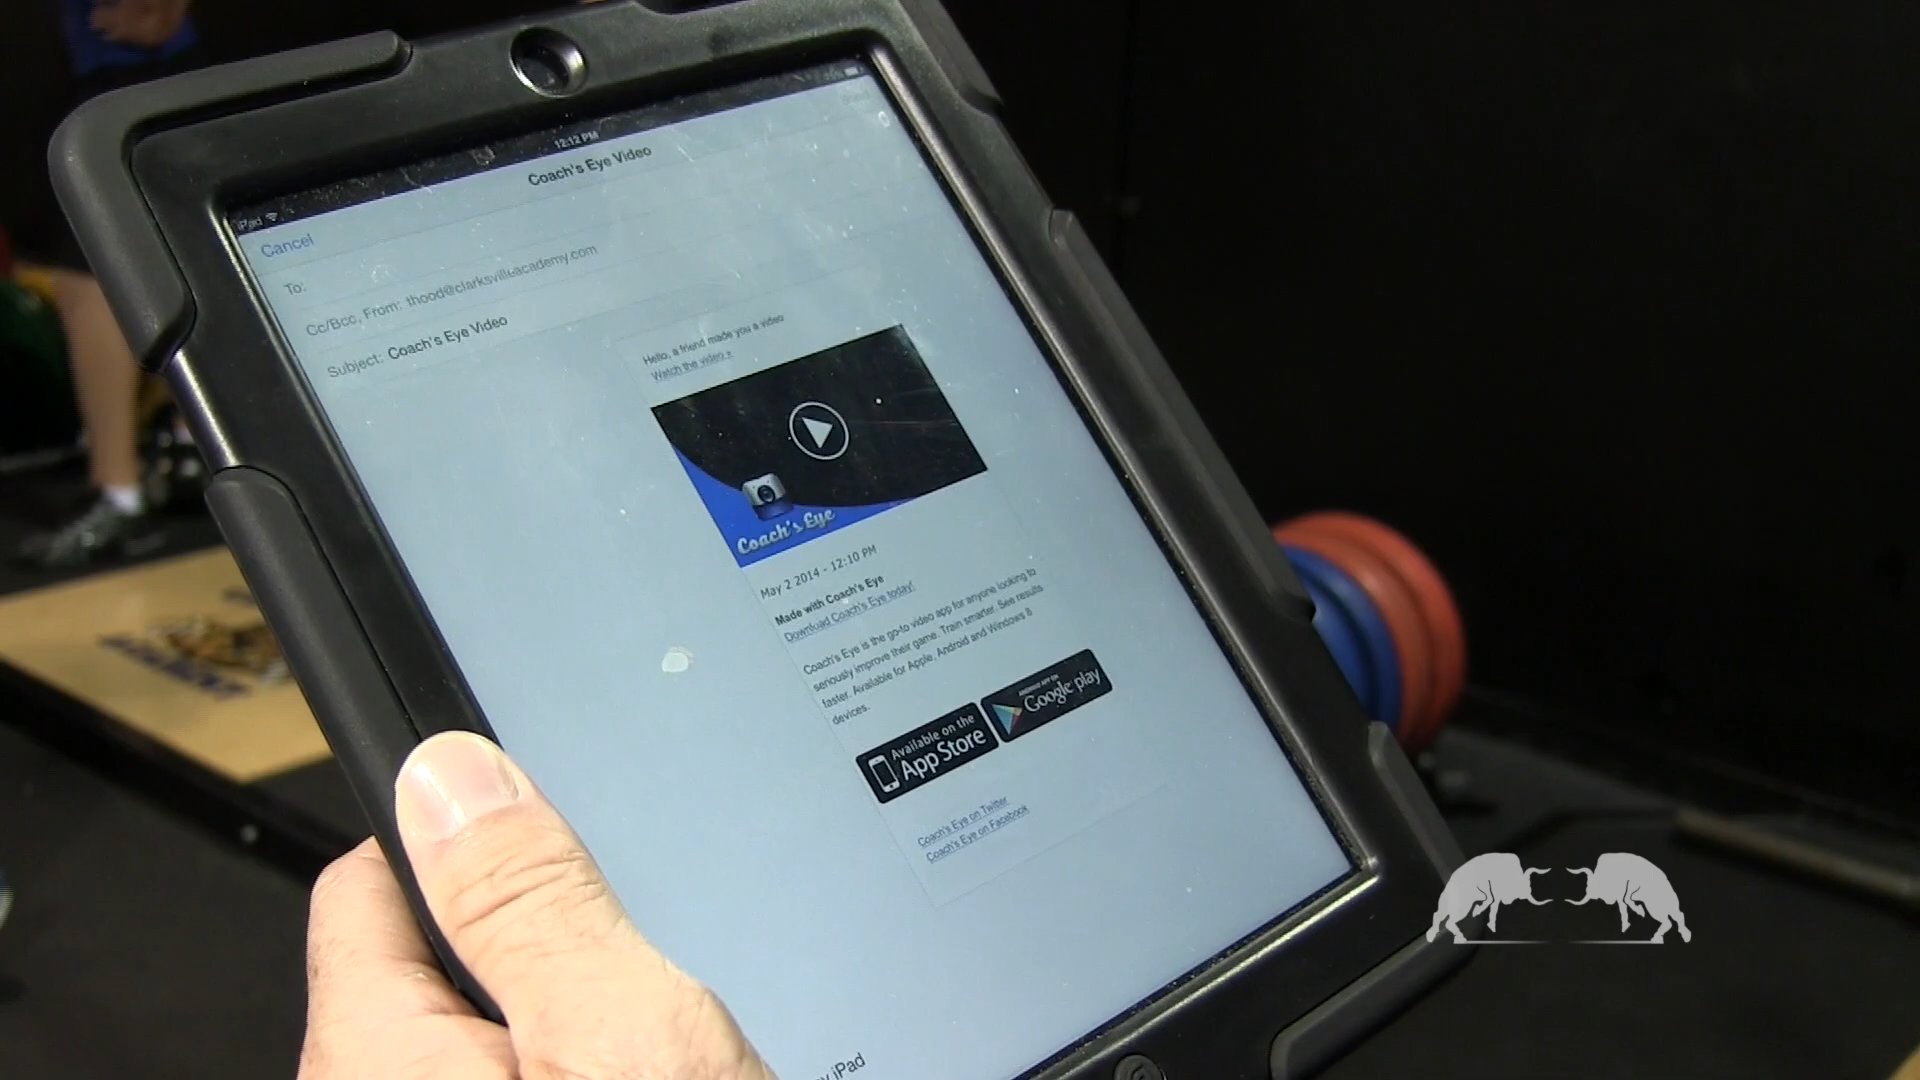 iPad
12:12 PM
Coach's Eye Video
Cancel
To:
Cc/Bcc, From: thood@clarksvilleacademy.com
Subject: Coach's Eye Video
Hello, a friend made you a video
Watch the video »
Coach's Eye
May 2 2014 - 12:10 PM
Made with Coach's Eye
Download Coach's Eye today!
Coach's Eye is the go-to video app for anyone looking to
seriously improve their game. Train smarter. See results
faster. Available for Apple, Android and Windows 8
devices.
Available on the
App Store
ANDROID APP ON
Google play
Coach's Eye on Twitter
Coach's Eye on Facebook
iPad